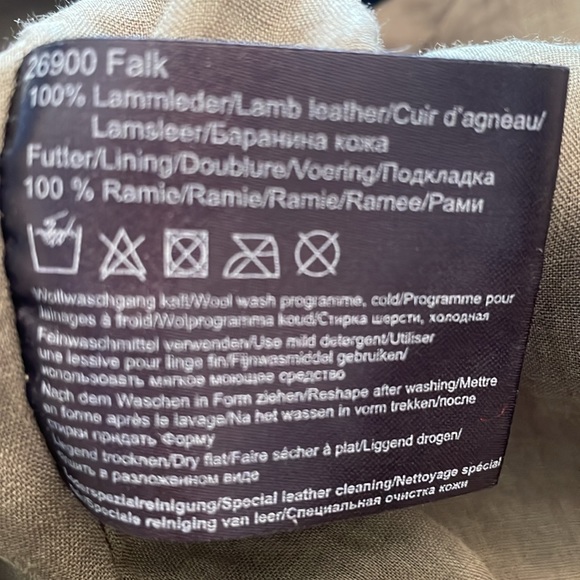 26900 Falk
100% Lammleder/Lamb leather/Cuir d'agneau/
Lamsleer/Баранина кожа
Futter/Lining/Doublure/Voering/Подкладка
100 % Ramie/Ramie/Ramie/Ramee/Рами
Wollwaschgang kalt/Wool wash programme, cold/Programme pour
lainages à froid/Wolprogramma koud/Стирка шерсти, холодная
Feinwaschmittel verwenden/Use mild detergent/Utiliser
une lessive pour linge fin/Fijnwasmiddel gebruiken/
использовать мягкое моющее средство
Nach dem Waschen in Form ziehen/Reshape after washing/Mettre
en forme après le lavage/Na het wassen in vorm trekken/после
стирки придать Форму
Liegend trocknen/Dry flat/Faire sécher à plat/Liggend drogen/
в разложенном виде
Special leather cleaning/Nettoyage spécial
speciale reiniging van leer/Специальная очистка кожи